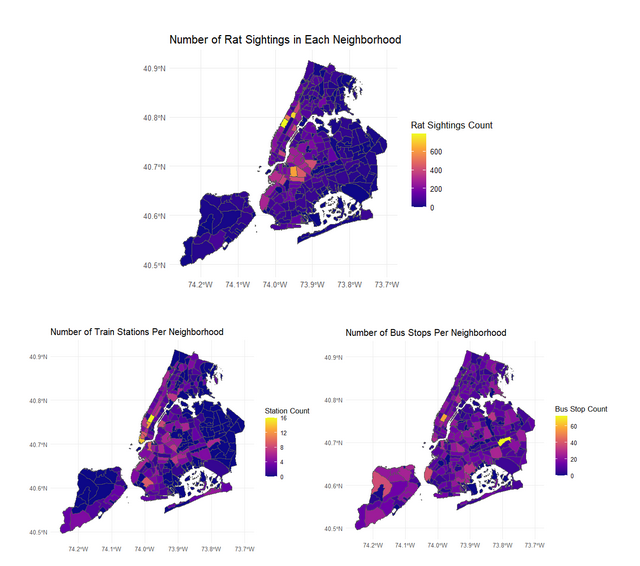 Number of Rat Sightings in Each Neighborhood
40.9°N
40.8°N
40.7°N
40.6°N
40.5°N
74.2°W 74.1°W 74.0°W 73.9°W 73.8°W 73.7°W
Rat Sightings Count
600
400
200
0
Number of Train Stations Per Neighborhood
40.9°N
40.8°N
40.7°N
40.6°N
40.5°N
74.2°W 74.1°W 74.0°W 73.9°W 73.8°W 73.7°W
Station Count
16
12
8
4
0
Number of Bus Stops Per Neighborhood
40.9°N
40.8°N
40.7°N
40.6°N
40.5°N
74.2°W 74.1°W 74.0°W 73.9°W 73.8°W 73.7°W
Bus Stop Count
60
40
20
0